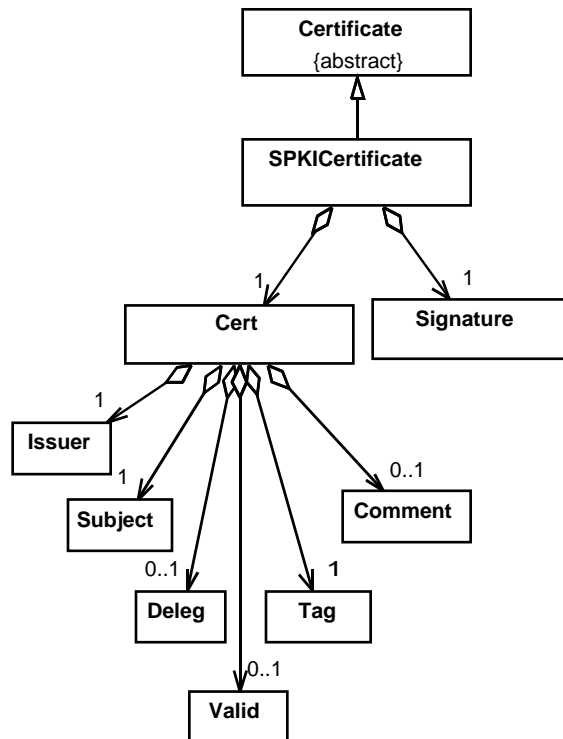 Certificate
{abstract}
SPKICertificate
1
1
Cert
Signature
1
Issuer
1
0..1
Subject
Comment
0..1
1
Deleg
Tag
0..1
Valid